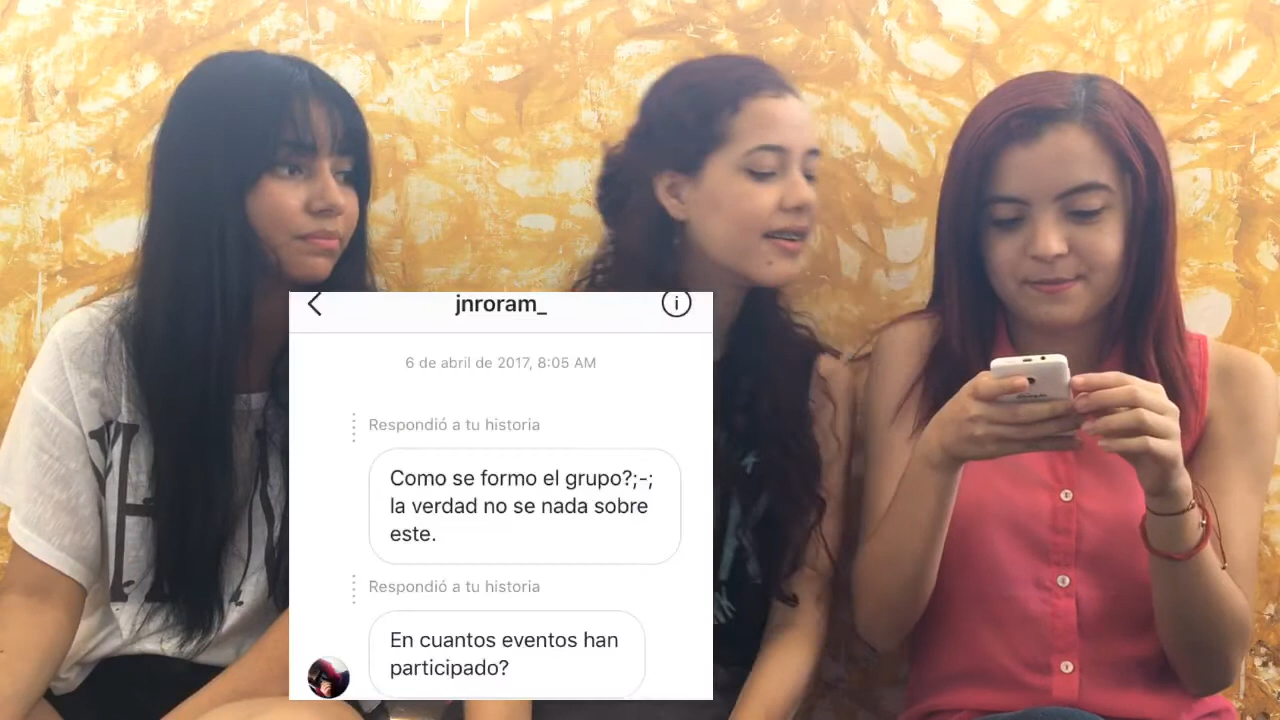 jnroram_
6 de abril de 2017, 8:05 AM
Respondió a tu historia
Como se formo el grupo?;-;
la verdad no se nada sobre
este.
Respondió a tu historia
En cuantos eventos han
participado?